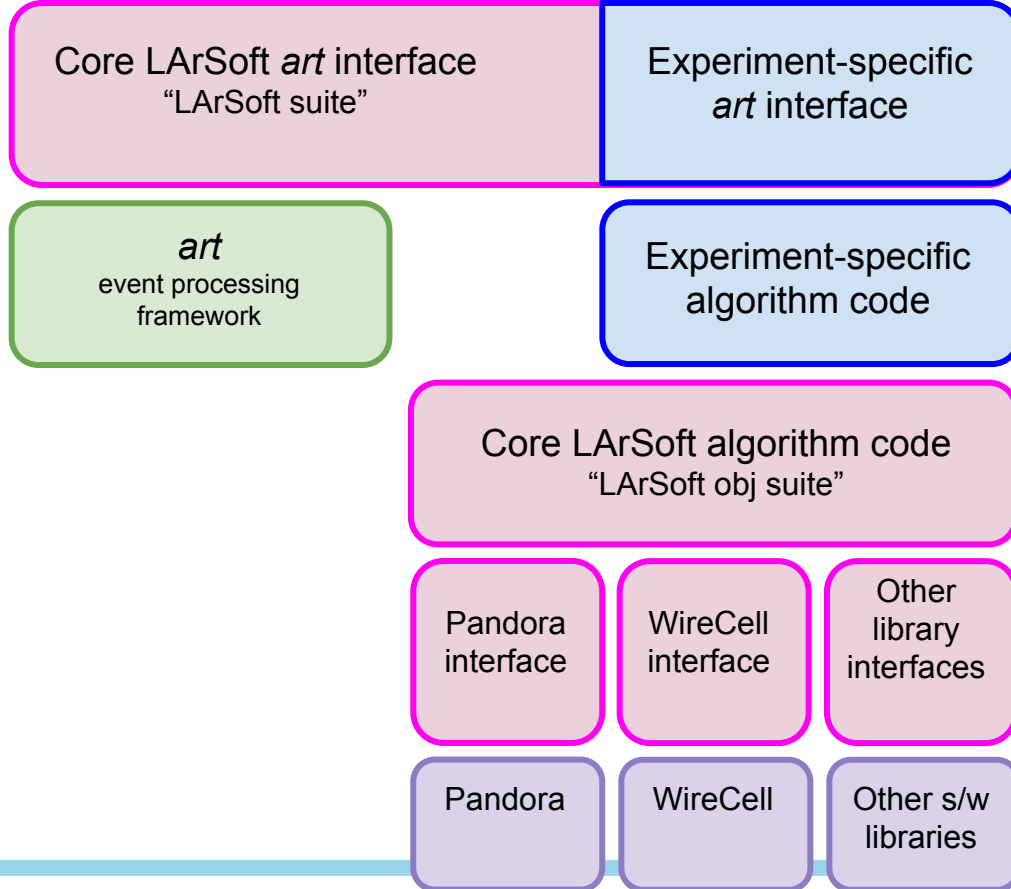 Core LArSoft art interface
“LArSoft suite”
Experiment-specific
art interface
art
event processing
framework
Experiment-specific
algorithm code
Core LArSoft algorithm code
“LArSoft obj suite”
Pandora
interface
WireCell
interface
Other
library
interfaces
Pandora
WireCell
Other s/w
libraries